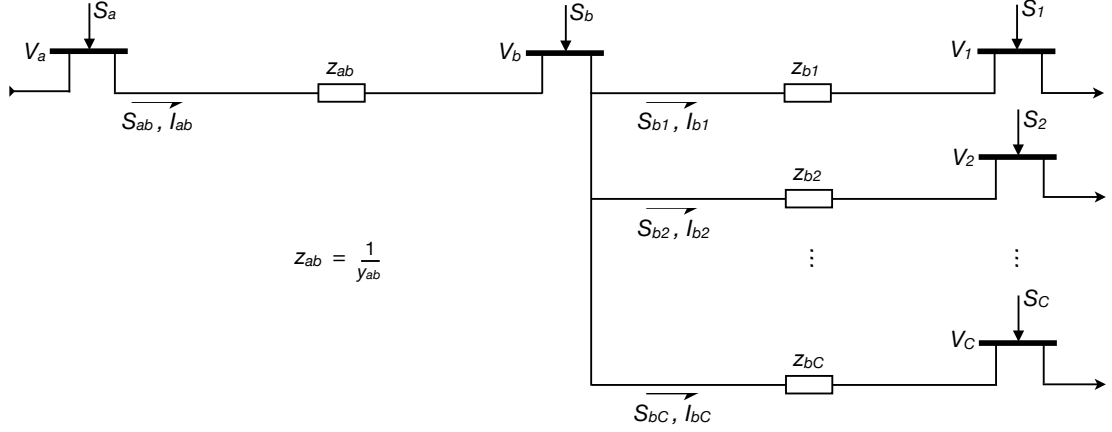 Sa
Sb
S1
Va
Vb
V1
zab
zb1
Sab , Iab
Sb1 , Ib1
S2
V2
zb2
Sb2 , Ib2
zab = 1/yab
⋮ ⋮
SC
VC
zbC
SbC , IbC